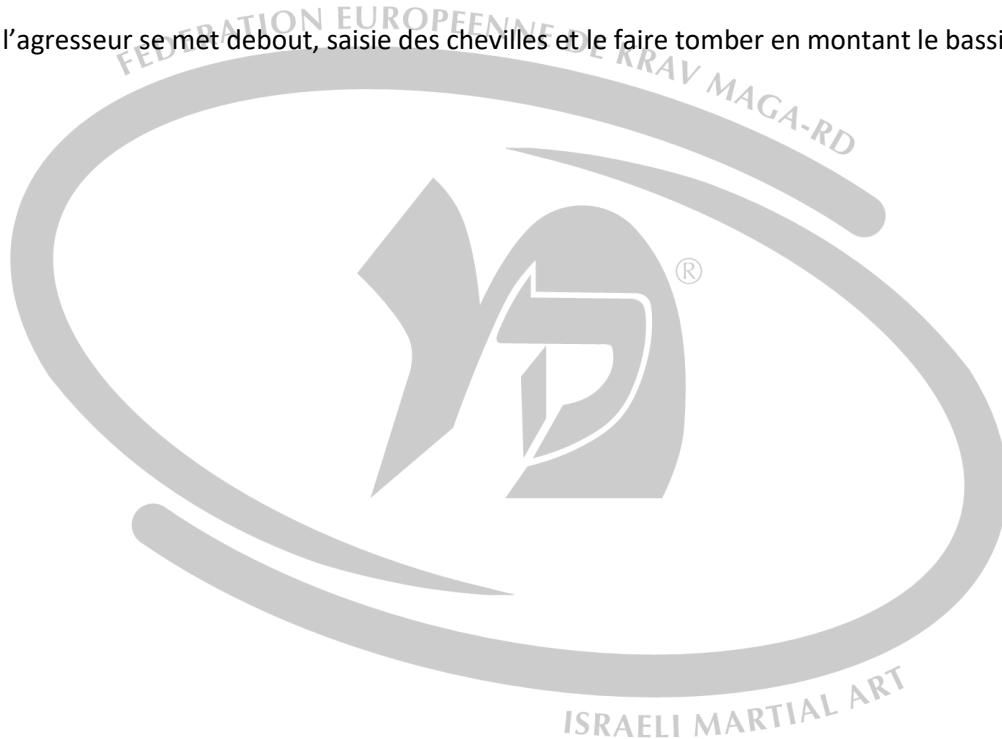 l’agresseur se met debout, saisie des chevilles et le faire tomber en montant le bassi
FEDERATION EUROPEENNE DE KRAV MAGA-RD
®
ISRAELI MARTIAL ART